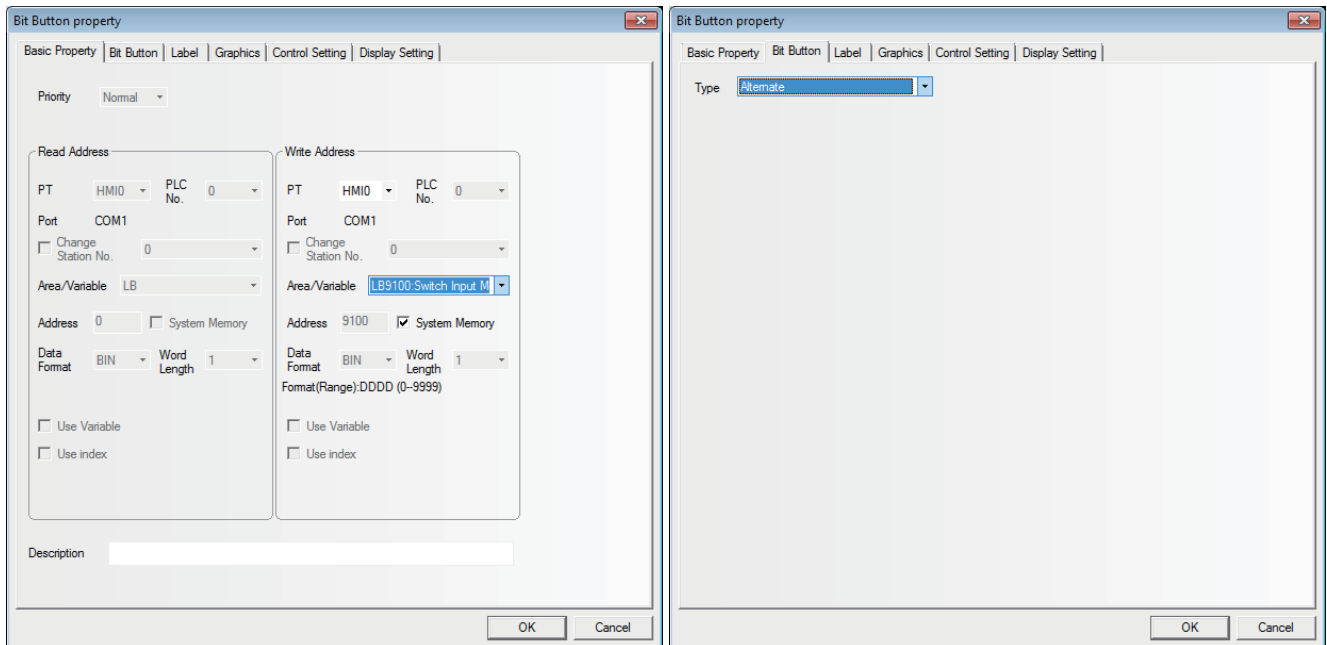 Bit Button property
Basic Property Bit Button Label Graphics Control Setting Display Setting
Priority Normal
Read Address
PT HMI0 PLC No. 0
Port COM1
Change Station No. 0
Area/Variable LB
Address 0 System Memory
Data Format BIN Word Length 1
Use Variable
Use index
Write Address
PT HMI0 PLC No. 0
Port COM1
Change Station No. 0
Area/Variable LB9100:Switch Input M
Address 9100 System Memory
Data Format BIN Word Length 1
Format(Range):DDDD (0~9999)
Use Variable
Use index
Description
OK Cancel
Bit Button property
Basic Property Bit Button Label Graphics Control Setting Display Setting
Type Alternate
OK Cancel